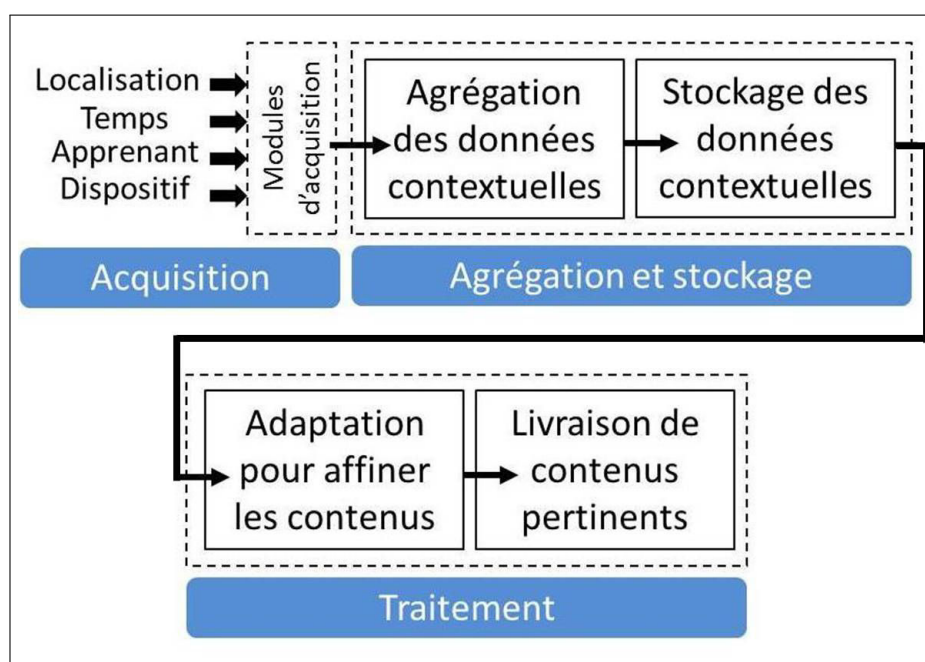 Localisation
Temps
Apprenant
Dispositif
Modules
d'acquisition
Agrégation
des données
contextuelles
Stockage des
données
contextuelles
Acquisition
Agrégation et stockage
Adaptation
pour affiner
les contenus
Livraison de
contenus
pertinents
Traitement